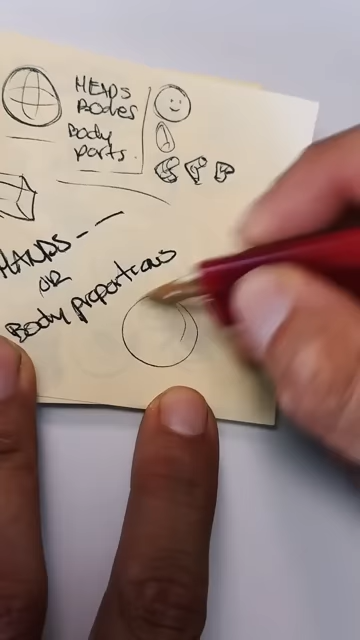 HEADS
Bodies
Body
parts.
HANDS
OR
Body proportions